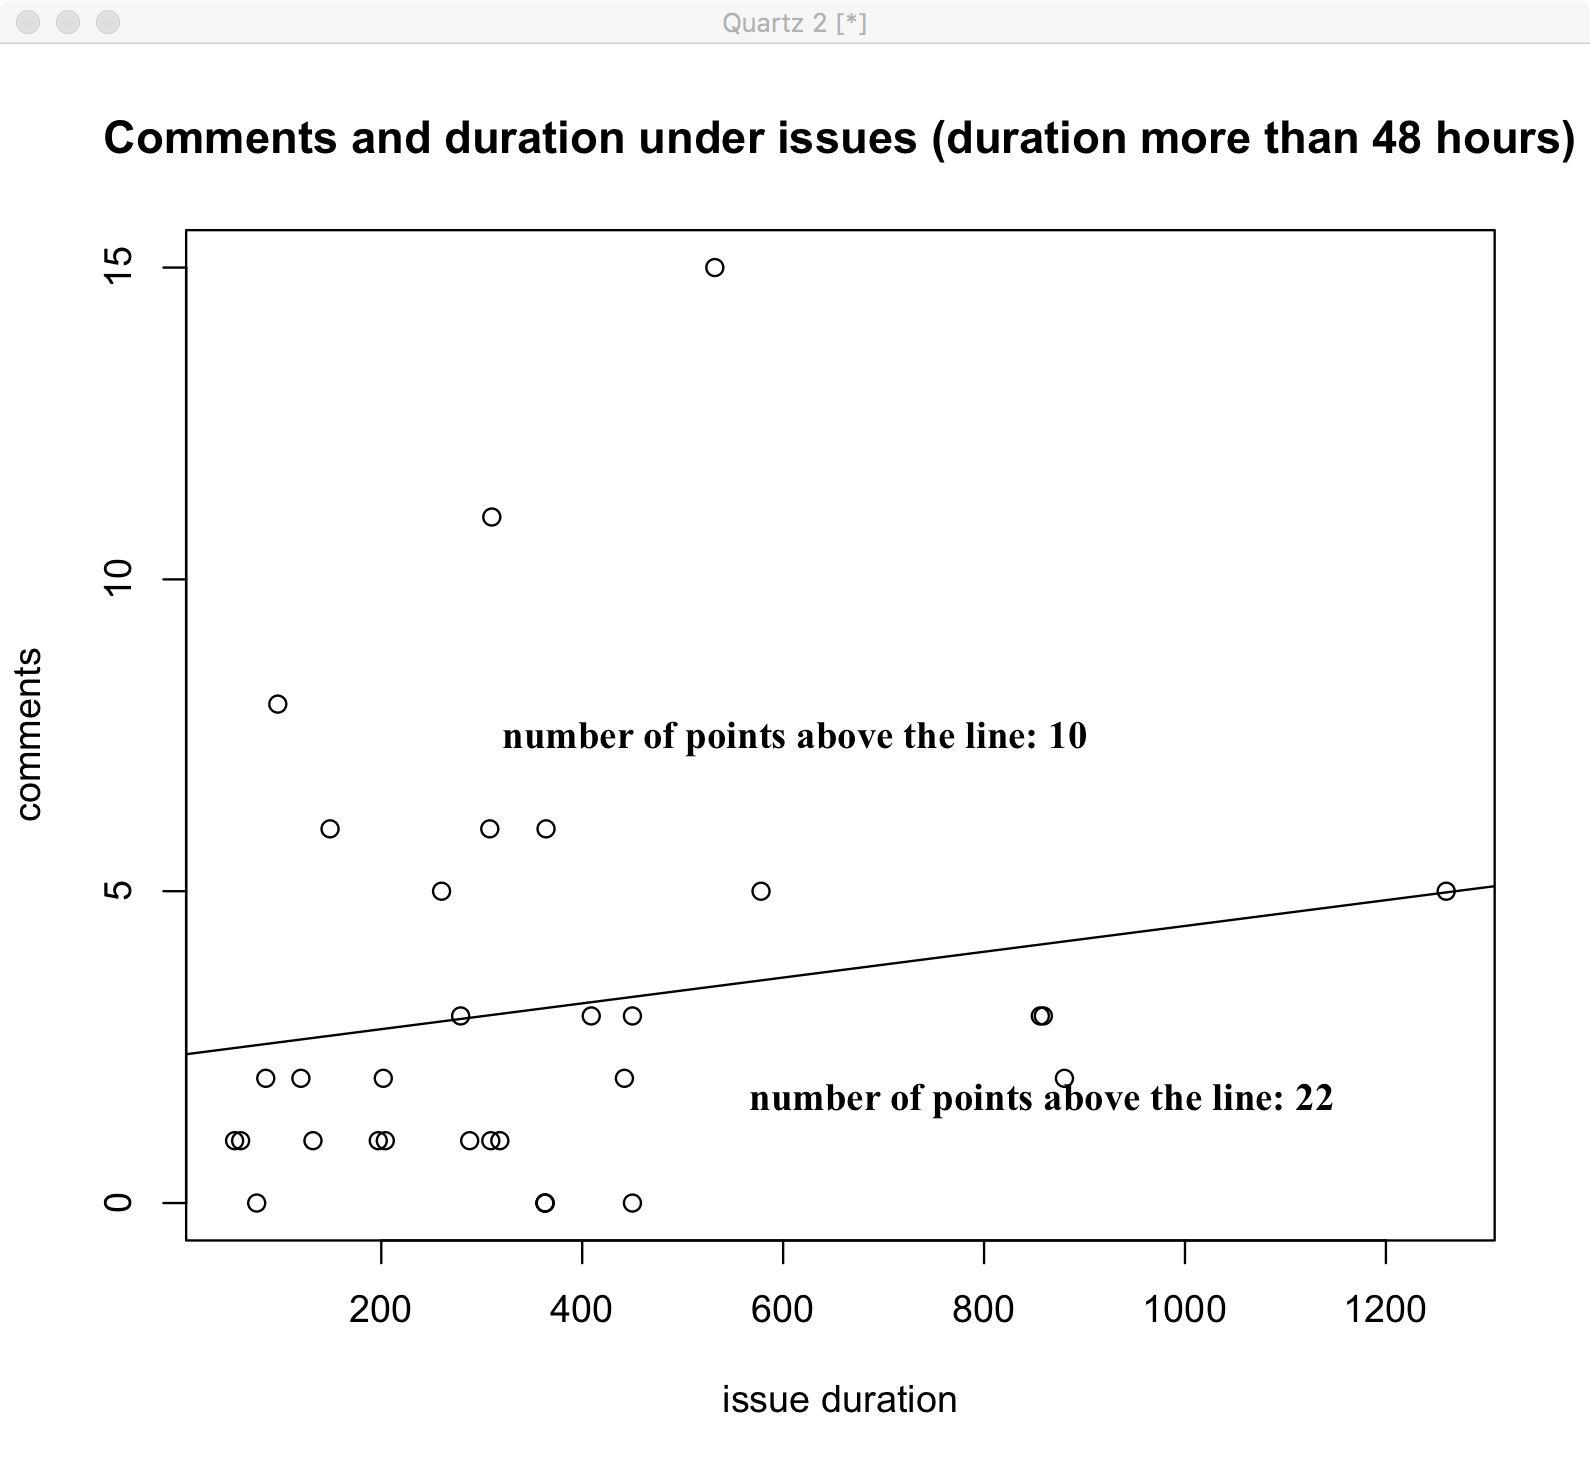 Quartz 2 [*]
Comments and duration under issues (duration more than 48 hours)
15
10
5
0
comments
number of points above the line: 10
number of points above the line: 22
200 400 600 800 1000 1200
issue duration